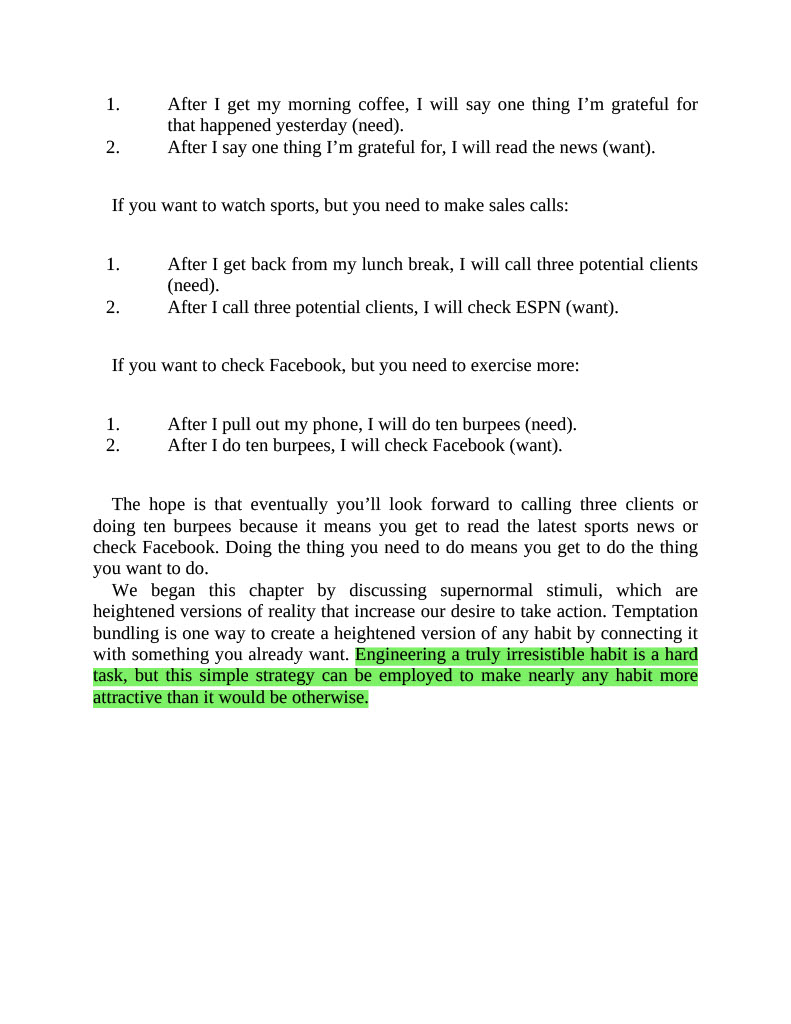 1. After I get my morning coffee, I will say one thing I’m grateful for
that happened yesterday (need).
2. After I say one thing I’m grateful for, I will read the news (want).
If you want to watch sports, but you need to make sales calls:
1. After I get back from my lunch break, I will call three potential clients
(need).
2. After I call three potential clients, I will check ESPN (want).
If you want to check Facebook, but you need to exercise more:
1. After I pull out my phone, I will do ten burpees (need).
2. After I do ten burpees, I will check Facebook (want).
The hope is that eventually you’ll look forward to calling three clients or
doing ten burpees because it means you get to read the latest sports news or
check Facebook. Doing the thing you need to do means you get to do the thing
you want to do.
We began this chapter by discussing supernormal stimuli, which are
heightened versions of reality that increase our desire to take action. Temptation
bundling is one way to create a heightened version of any habit by connecting it
with something you already want. Engineering a truly irresistible habit is a hard
task, but this simple strategy can be employed to make nearly any habit more
attractive than it would be otherwise.